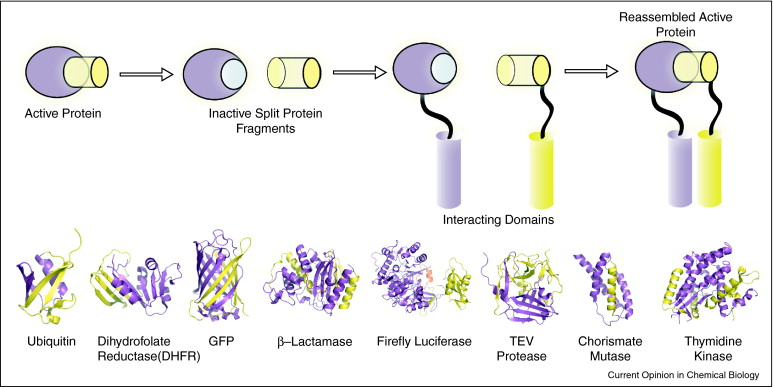 Reassembled Active
Protein
Active Protein
Inactive Split Protein
Fragments
Interacting Domains
Ubiquitin
Dihydrofolate
Reductase(DHFR)
GFP
β–Lactamase
Firefly Luciferase
TEV
Protease
Chorismate
Mutase
Thymidine
Kinase
Current Opinion in Chemical Biology